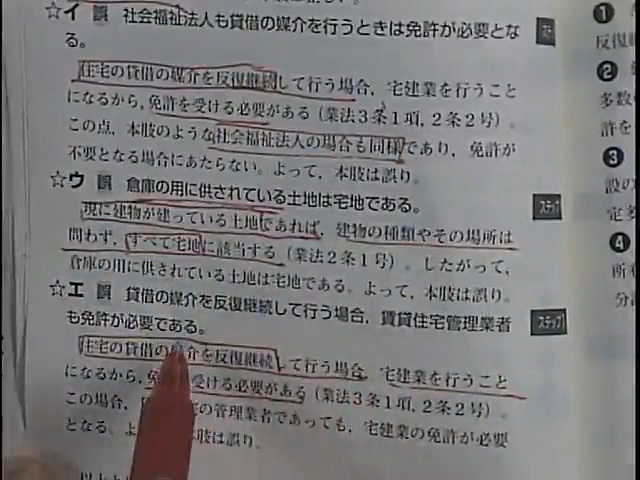 ☆イ 誤 社会福祉法人も貸借の媒介を行うときは免許が必要とな
る。
住宅の貸借の媒介を反復継続して行う場合，宅建業を行うこと
になるから，免許を受ける必要がある（業法3条1項，2条2号）。
この点，本肢のような社会福祉法人の場合も同様であり，免許が
不要となる場合にあたらない。よって，本肢は誤り。
☆ウ 誤 倉庫の用に供されている土地は宅地である。
現に建物が建っている土地であれば，建物の種類やその場所は
問わず，すべて宅地に該当する（業法2条1号）。したがって，
倉庫の用に供されている土地は宅地である。よって，本肢は誤り。
☆エ 誤 貸借の媒介を反復継続して行う場合，賃貸住宅管理業者
も免許が必要である。
住宅の貸借の 介を反復継続して行う場合，宅建業を行うこと
になるから，免 受ける必要がある（業法3条1項，2条2号）。
この場合， の管理業者であっても，宅建業の免許が必要
となる。よ 本肢は誤り。
ステップ
ステップ
❶
反復
❷
多数
許を
❸
設の
定多
❹
所
分